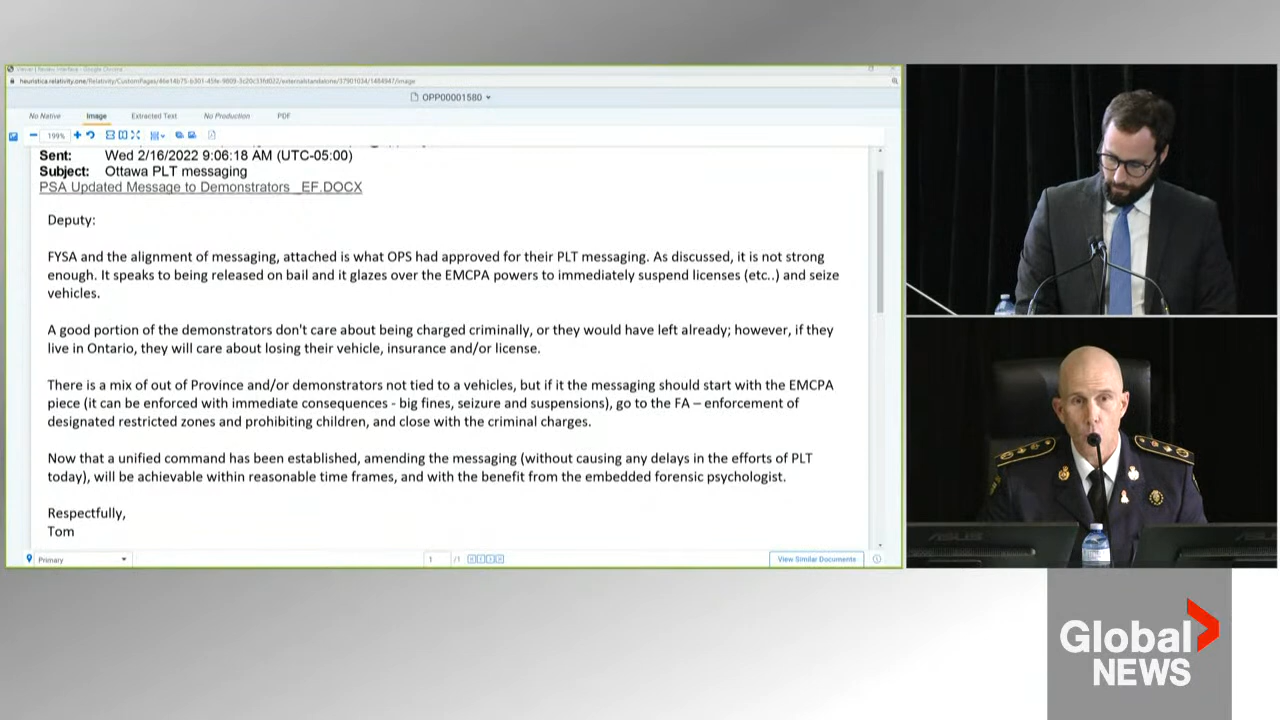 OPP00001580
No Native Image Extracted Text No Production PDF
199%
Sent: Wed 2/16/2022 9:06:18 AM (UTC-05:00)
Subject: Ottawa PLT messaging
PSA Updated Message to Demonstrators _EF.DOCX
Deputy:
FYSA and the alignment of messaging, attached is what OPS had approved for their PLT messaging. As discussed, it is not strong
enough. It speaks to being released on bail and it glazes over the EMCPA powers to immediately suspend licenses (etc..) and seize
vehicles.
A good portion of the demonstrators don't care about being charged criminally, or they would have left already; however, if they
live in Ontario, they will care about losing their vehicle, insurance and/or license.
There is a mix of out of Province and/or demonstrators not tied to a vehicles, but if it the messaging should start with the EMCPA
piece (it can be enforced with immediate consequences - big fines, seizure and suspensions), go to the FA – enforcement of
designated restricted zones and prohibiting children, and close with the criminal charges.
Now that a unified command has been established, amending the messaging (without causing any delays in the efforts of PLT
today), will be achievable within reasonable time frames, and with the benefit from the embedded forensic psychologist.
Respectfully,
Tom
Primary
1 /1
View Similar Documents
ASUS
Global
NEWS